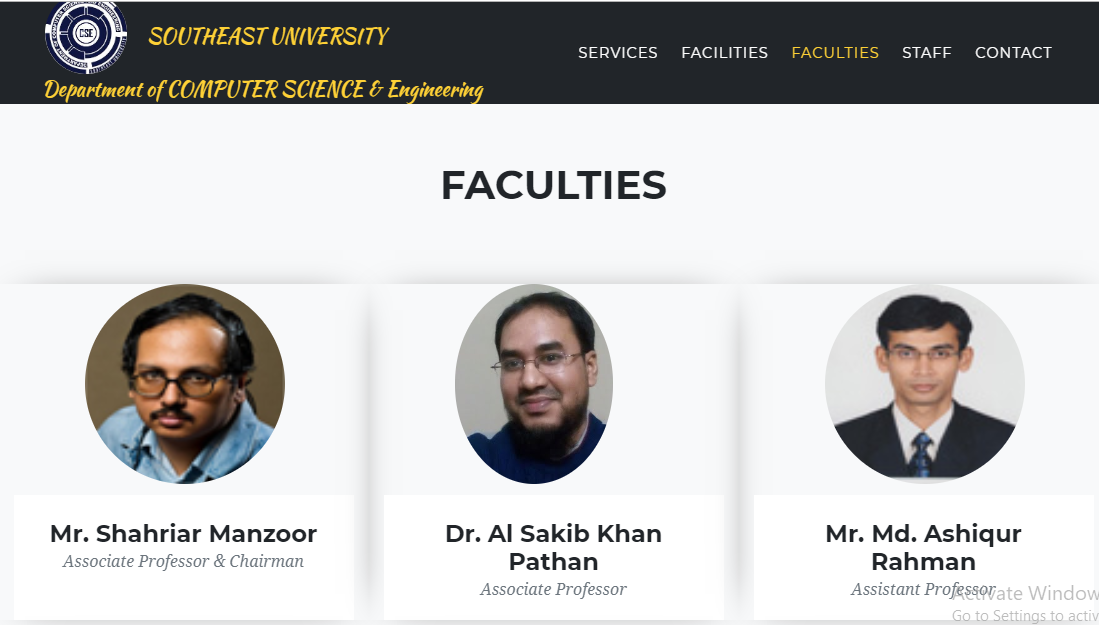 CSE
SOUTHEAST UNIVERSITY
Department of COMPUTER SCIENCE & Engineering
SERVICES FACILITIES FACULTIES STAFF CONTACT
FACULTIES
Mr. Shahriar Manzoor
Associate Professor & Chairman
Dr. Al Sakib Khan
Pathan
Associate Professor
Mr. Md. Ashiqur
Rahman
Assistant Professor
Activate Window
Go to Settings to activ